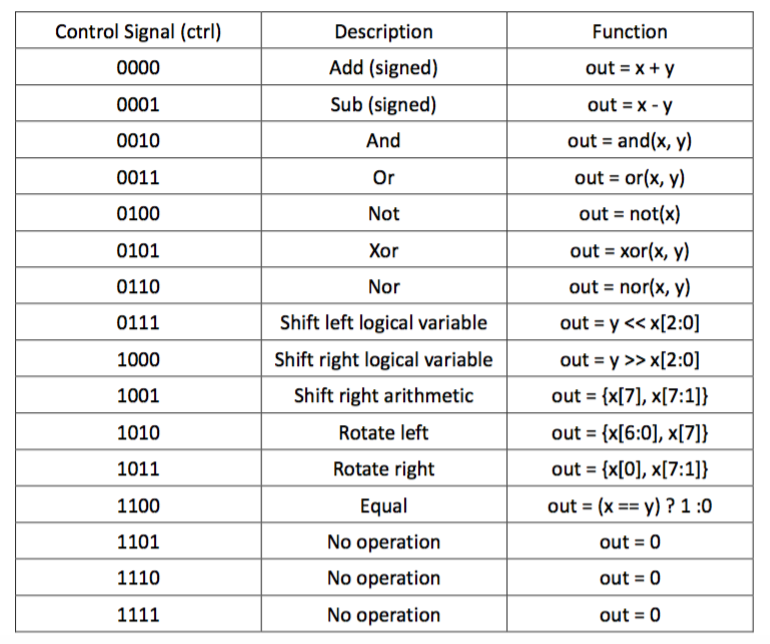 Control Signal (ctrl) Description Function
0000 Add (signed) out = x + y
0001 Sub (signed) out = x - y
0010 And out = and(x, y)
0011 Or out = or(x, y)
0100 Not out = not(x)
0101 Xor out = xor(x, y)
0110 Nor out = nor(x, y)
0111 Shift left logical variable out = y << x[2:0]
1000 Shift right logical variable out = y >> x[2:0]
1001 Shift right arithmetic out = {x[7], x[7:1]}
1010 Rotate left out = {x[6:0], x[7]}
1011 Rotate right out = {x[0], x[7:1]}
1100 Equal out = (x == y) ? 1 :0
1101 No operation out = 0
1110 No operation out = 0
1111 No operation out = 0